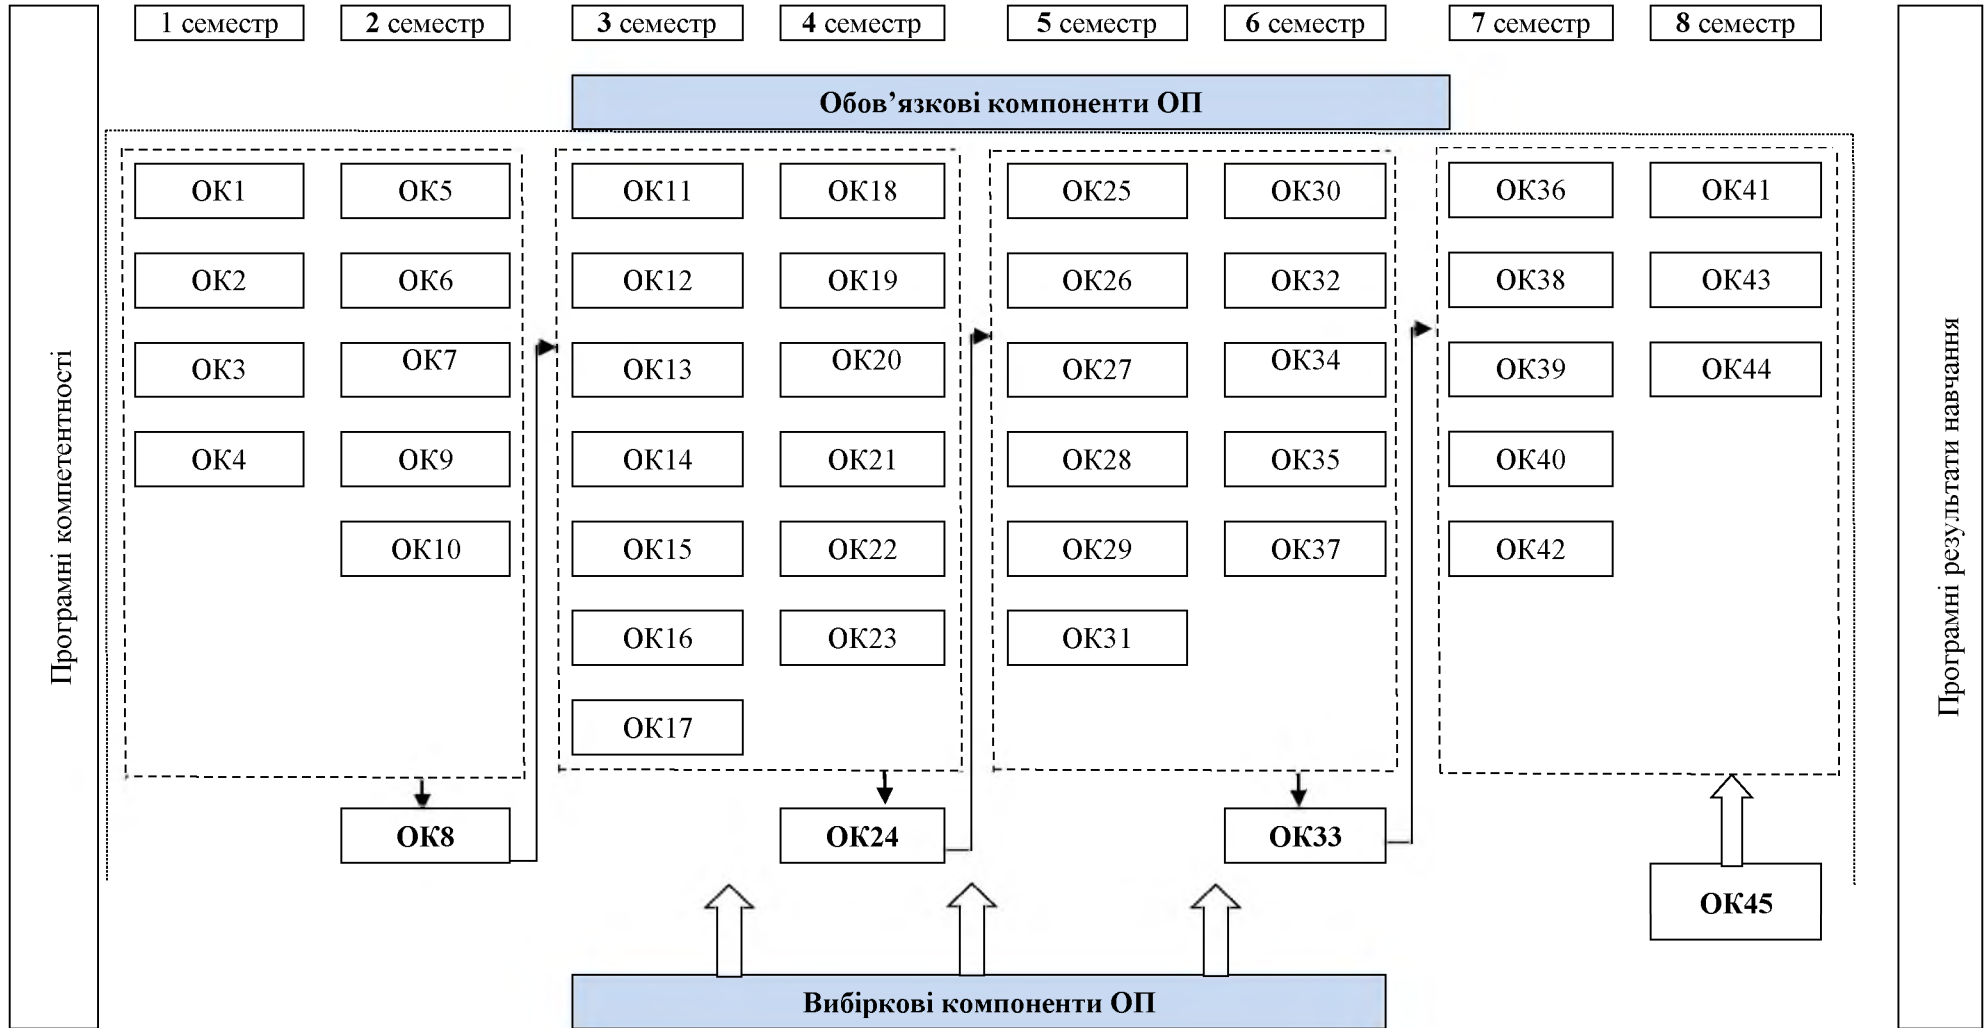 1 семестр
2 семестр
3 семестр
4 семестр
5 семестр
6 семестр
7 семестр
8 семестр
Обов’язкові компоненти ОП
Програмні компетентності
ОК1
ОК5
ОК11
ОК18
ОК25
ОК30
ОК36
ОК41
ОК2
ОК6
ОК12
ОК19
ОК26
ОК32
ОК38
ОК43
ОК3
ОК7
ОК13
ОК20
ОК27
ОК34
ОК39
ОК44
ОК4
ОК9
ОК14
ОК21
ОК28
ОК35
ОК40
ОК10
ОК15
ОК22
ОК29
ОК37
ОК42
ОК16
ОК23
ОК31
ОК17
ОК8
ОК24
ОК33
ОК45
Вибіркові компоненти ОП
Програмні результати навчання